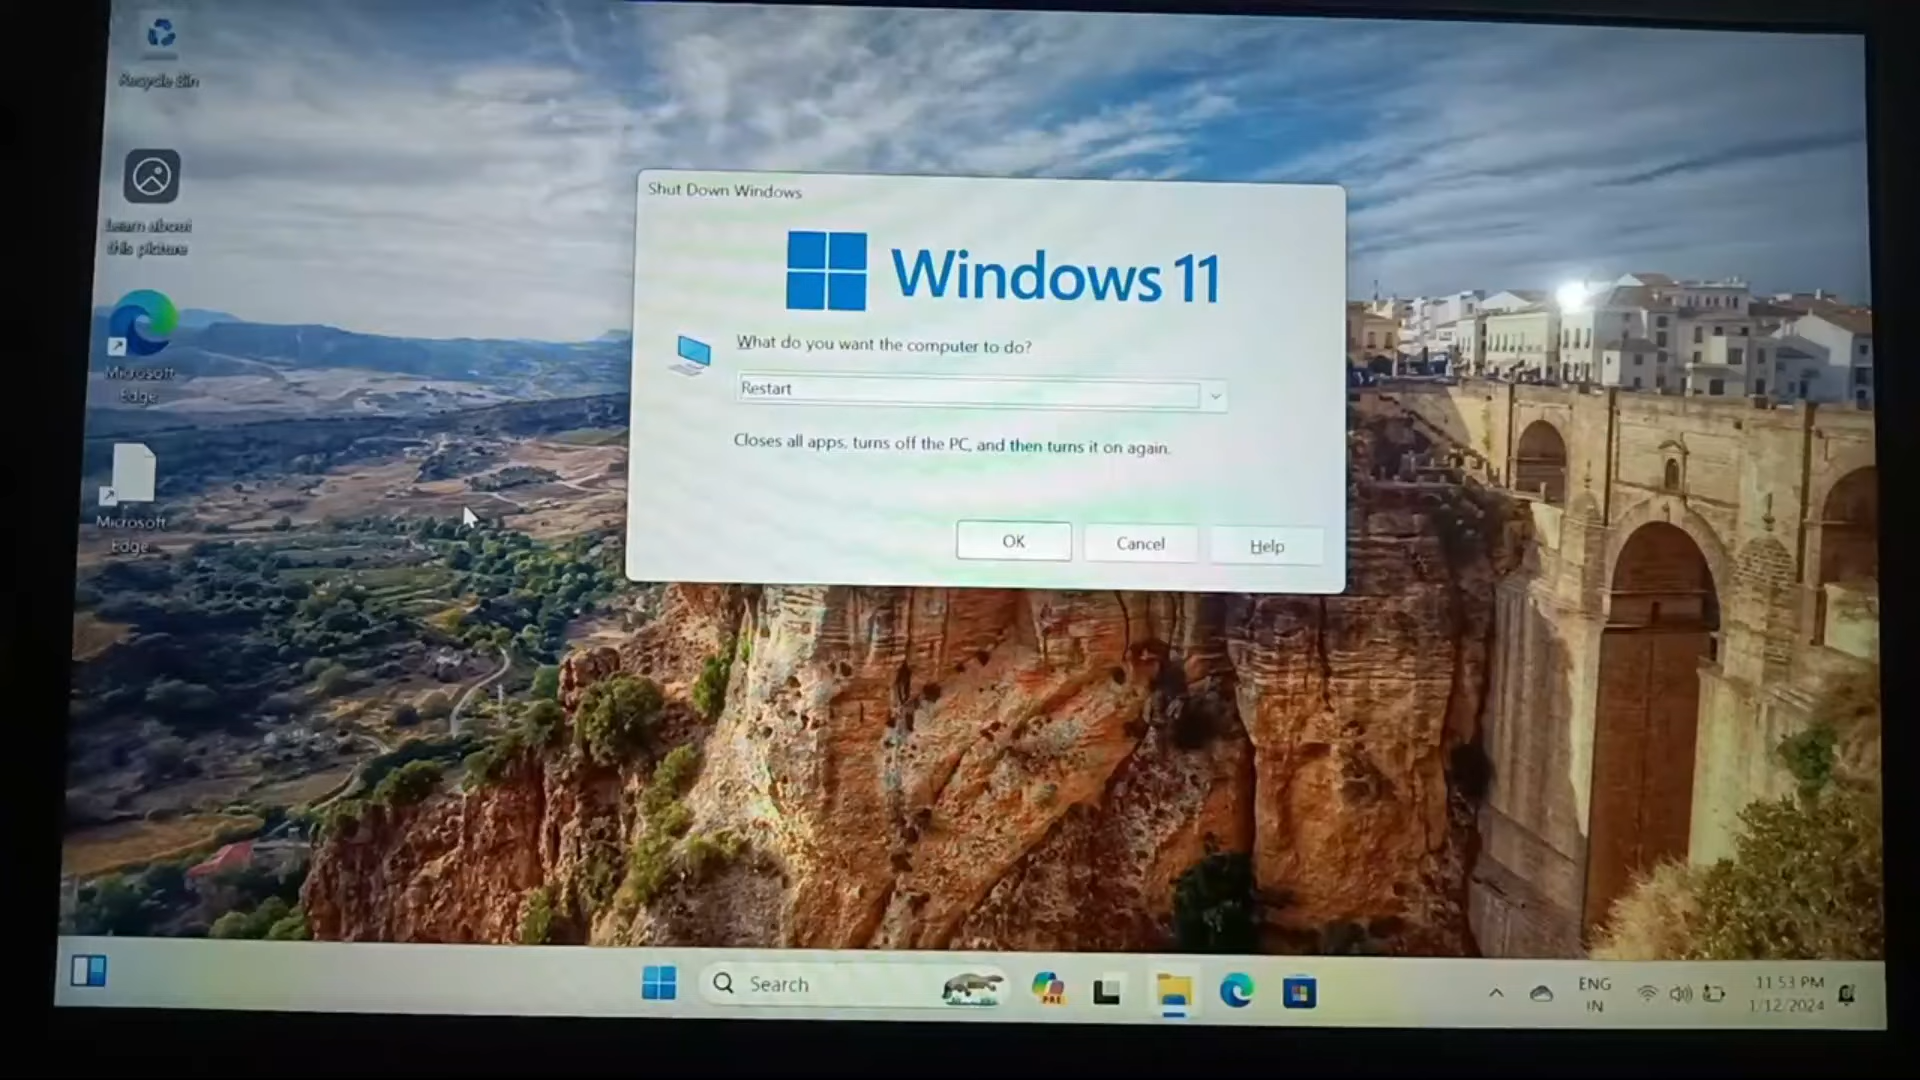 Recycle Bin
Learn about
this picture
Microsoft
Edge
Microsoft
Edge
Shut Down Windows
Windows 11
What do you want the computer to do?
Restart
Closes all apps, turns off the PC, and then turns it on again.
OK
Cancel
Help
Search
PRE
ENG
IN
11:53 PM
1/12/2024